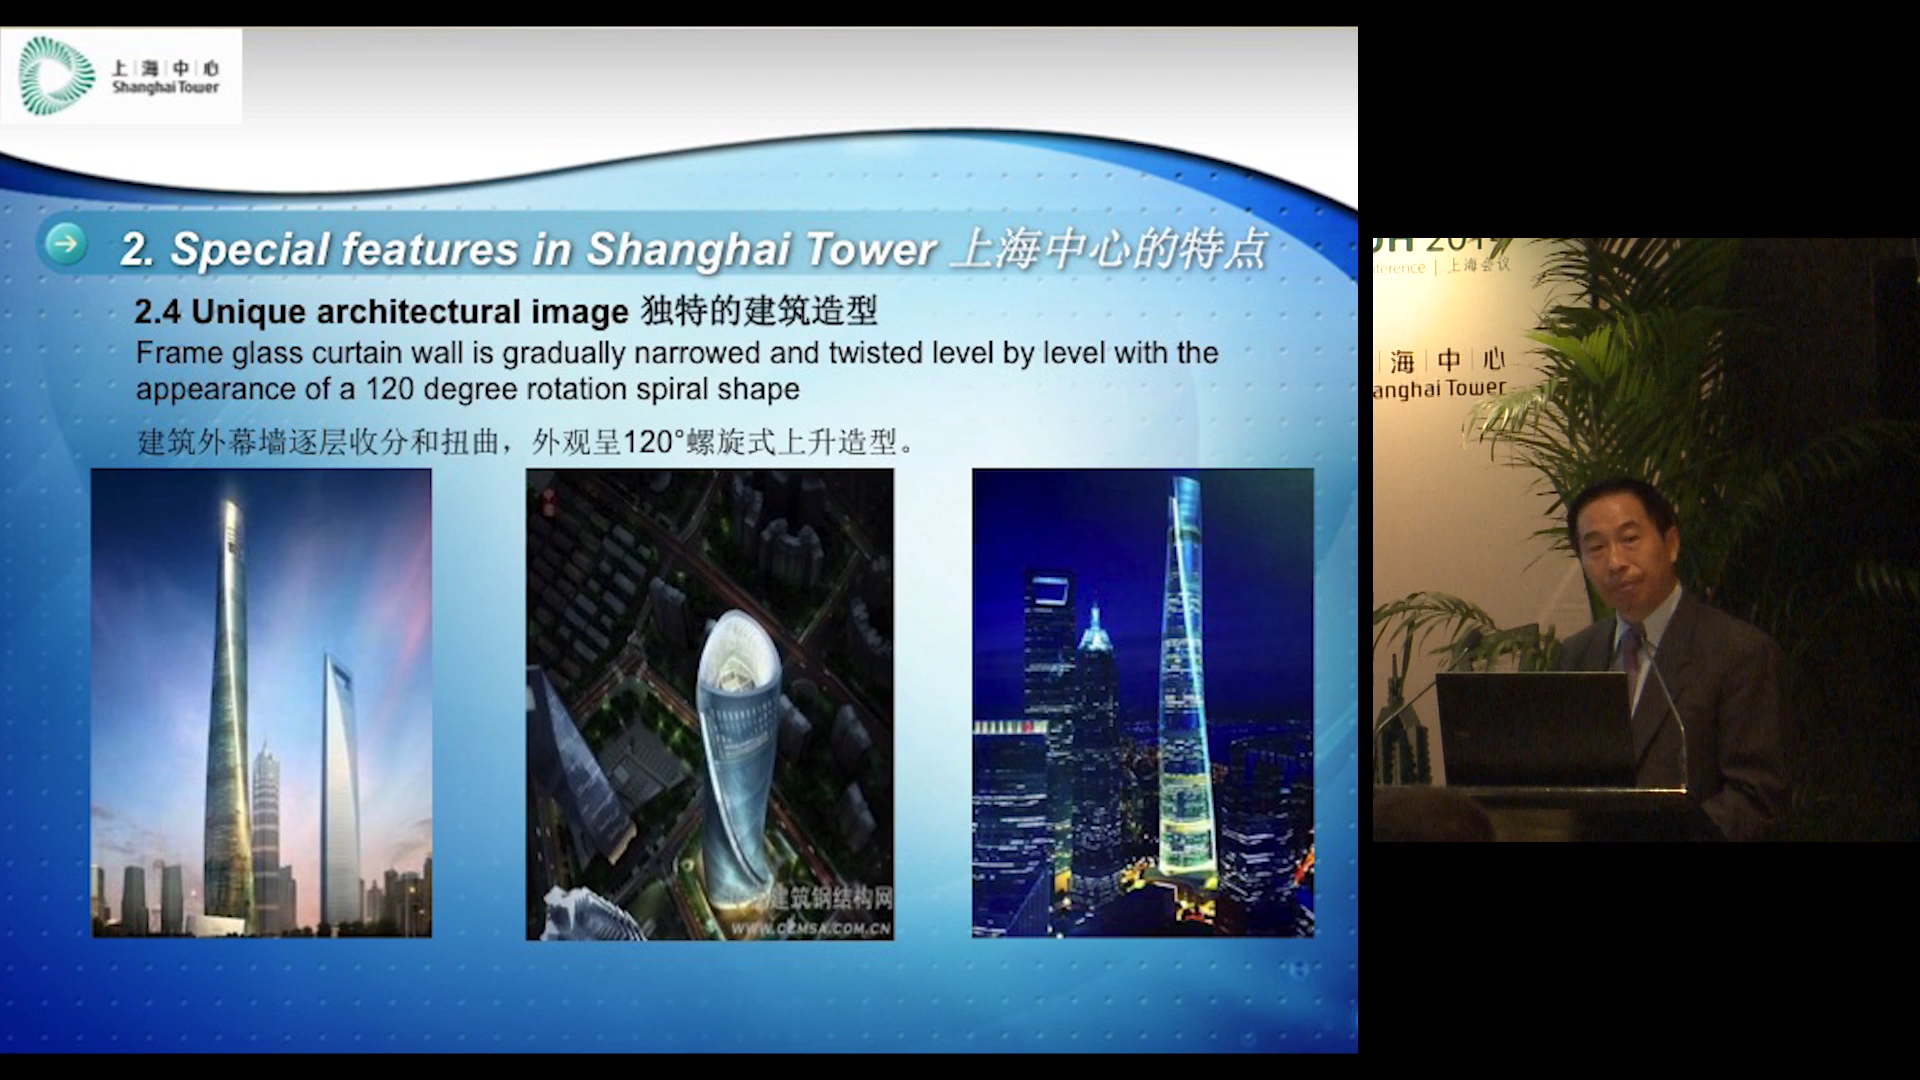 上海中心
Shanghai Tower
2. Special features in Shanghai Tower 上海中心的特点
2.4 Unique architectural image 独特的建筑造型
Frame glass curtain wall is gradually narrowed and twisted level by level with the
appearance of a 120 degree rotation spiral shape
建筑外幕墙逐层收分和扭曲，外观呈120°螺旋式上升造型。
建筑钢结构网
WWW.CCMSA.COM.CN
ference | 上海会议
海中心
anghai Tower